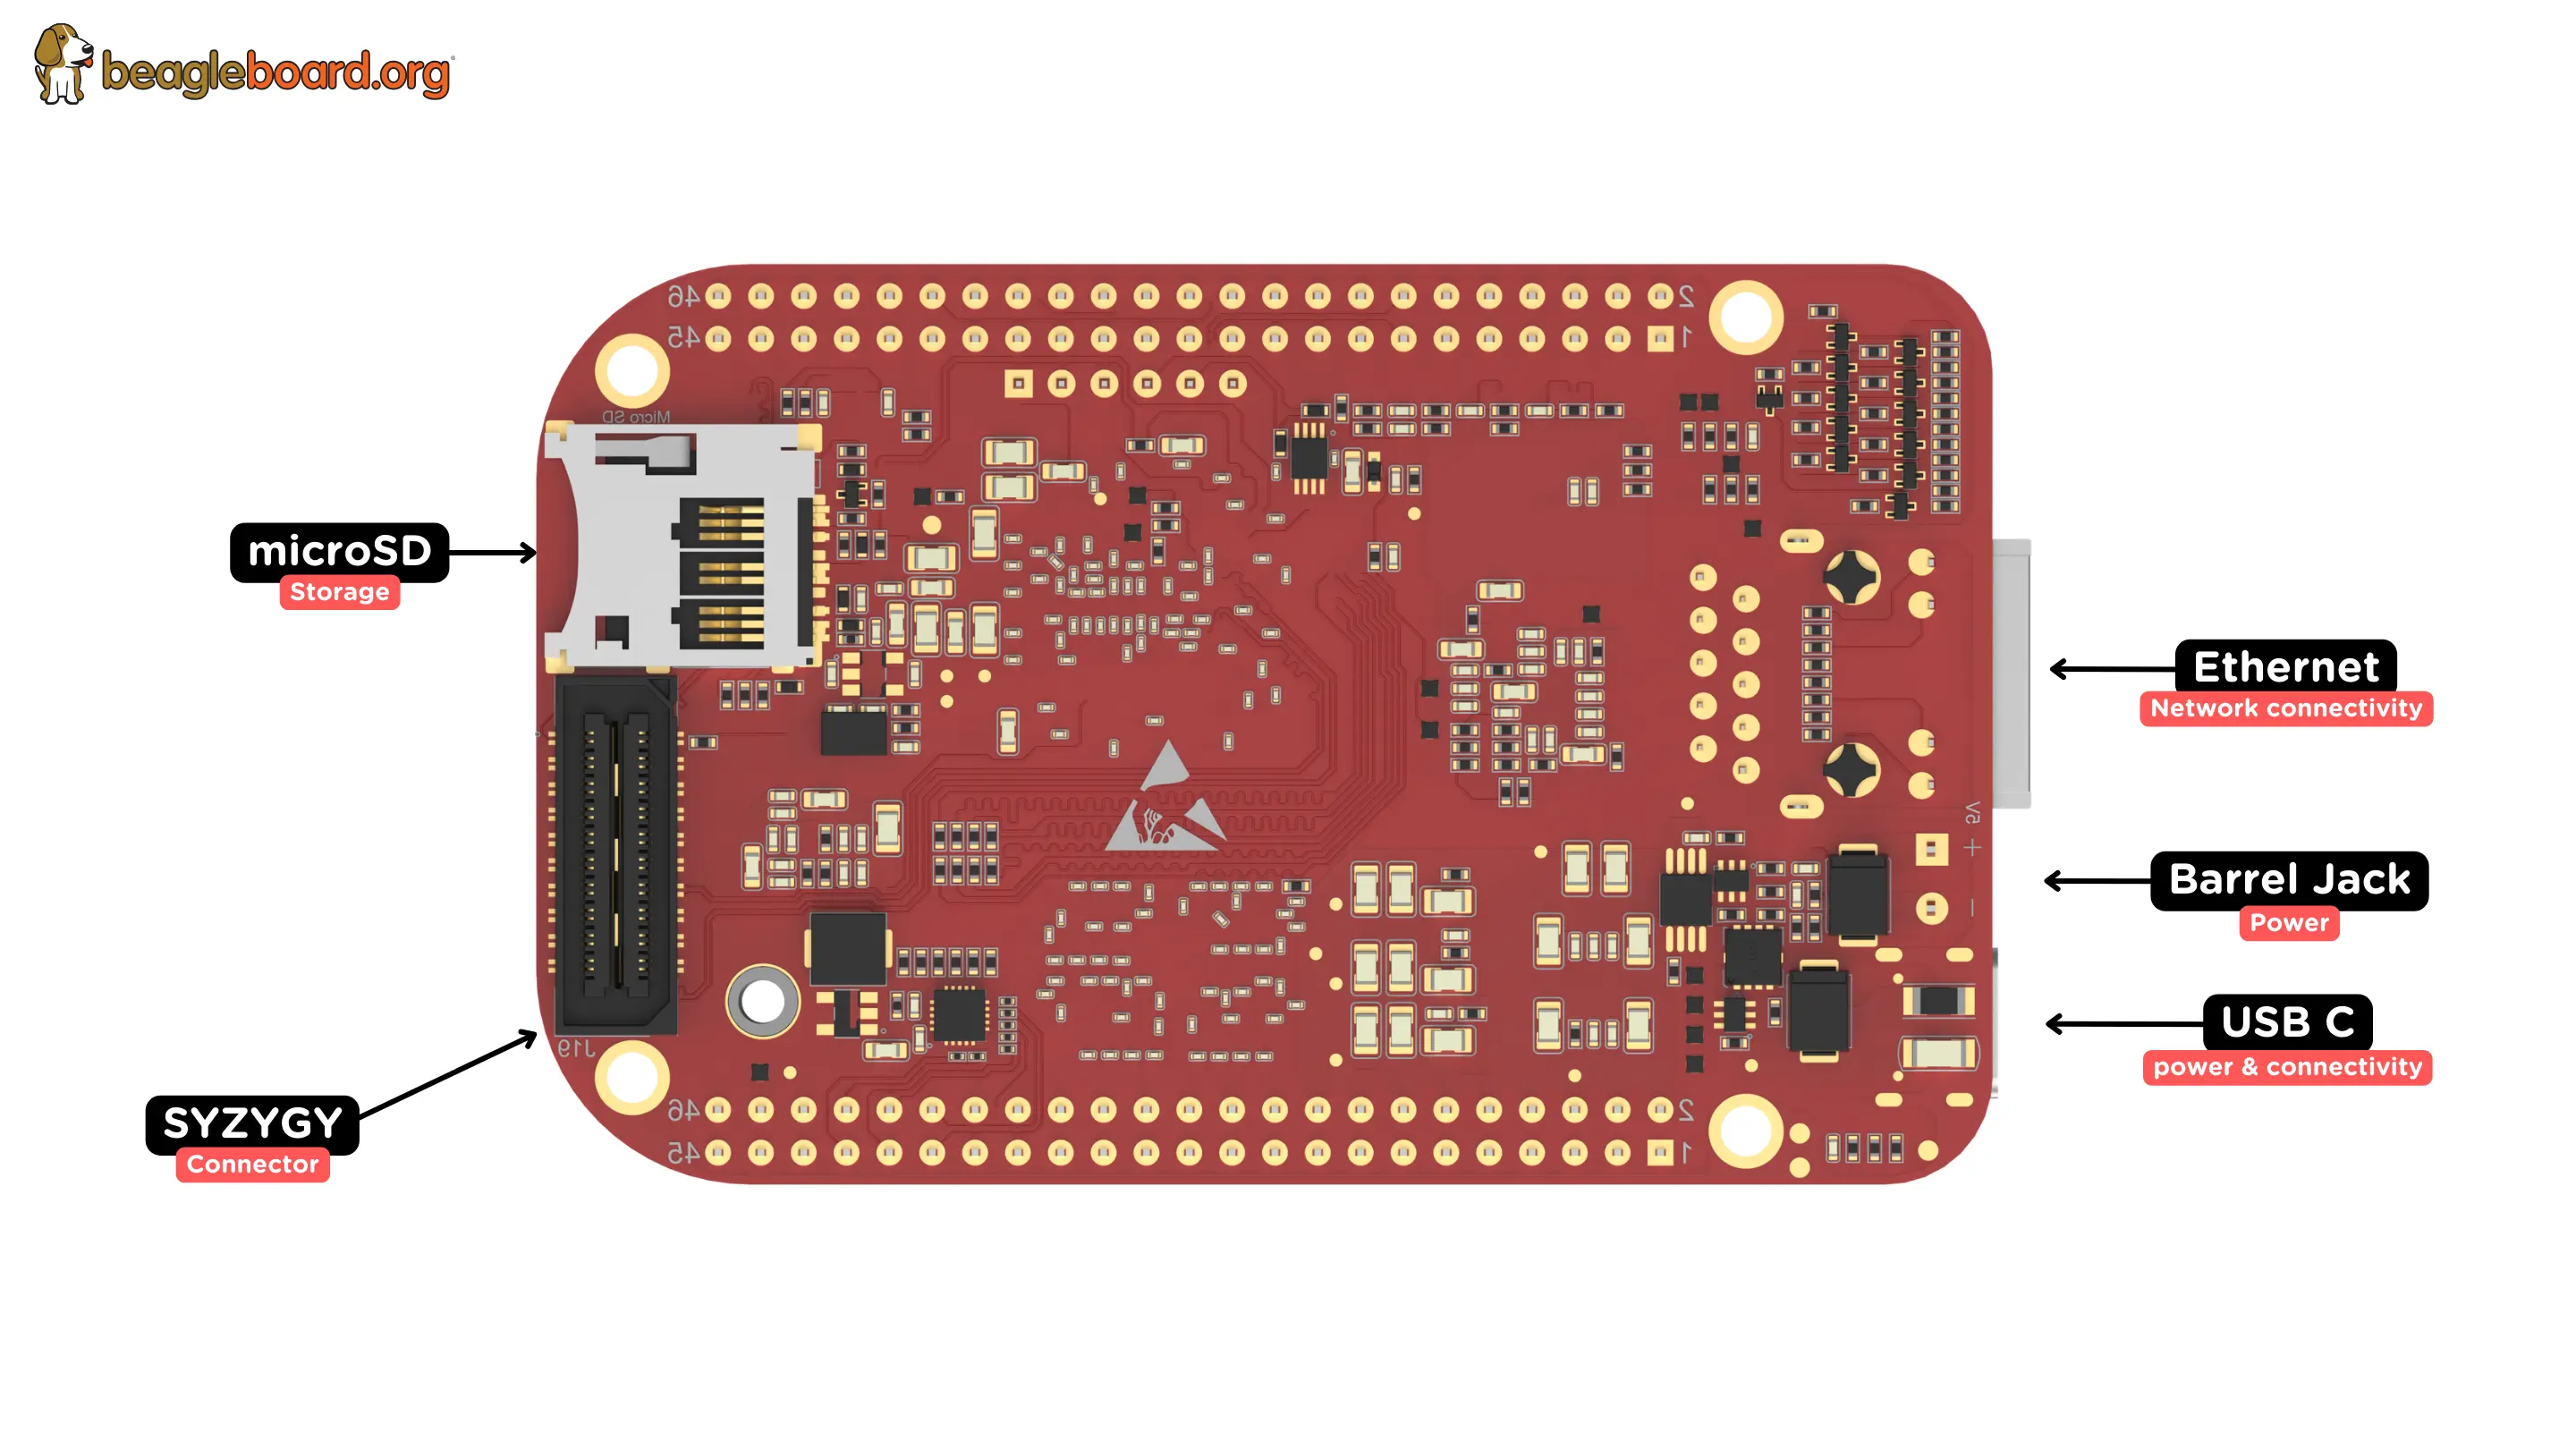 beagleboard.org
46 2
45 1
Micro SD
microSD
Storage
Ethernet
Network connectivity
5V
+
Barrel Jack
Power
-
USB C
power & connectivity
J19
SYZYGY
Connector
46 2
45 1